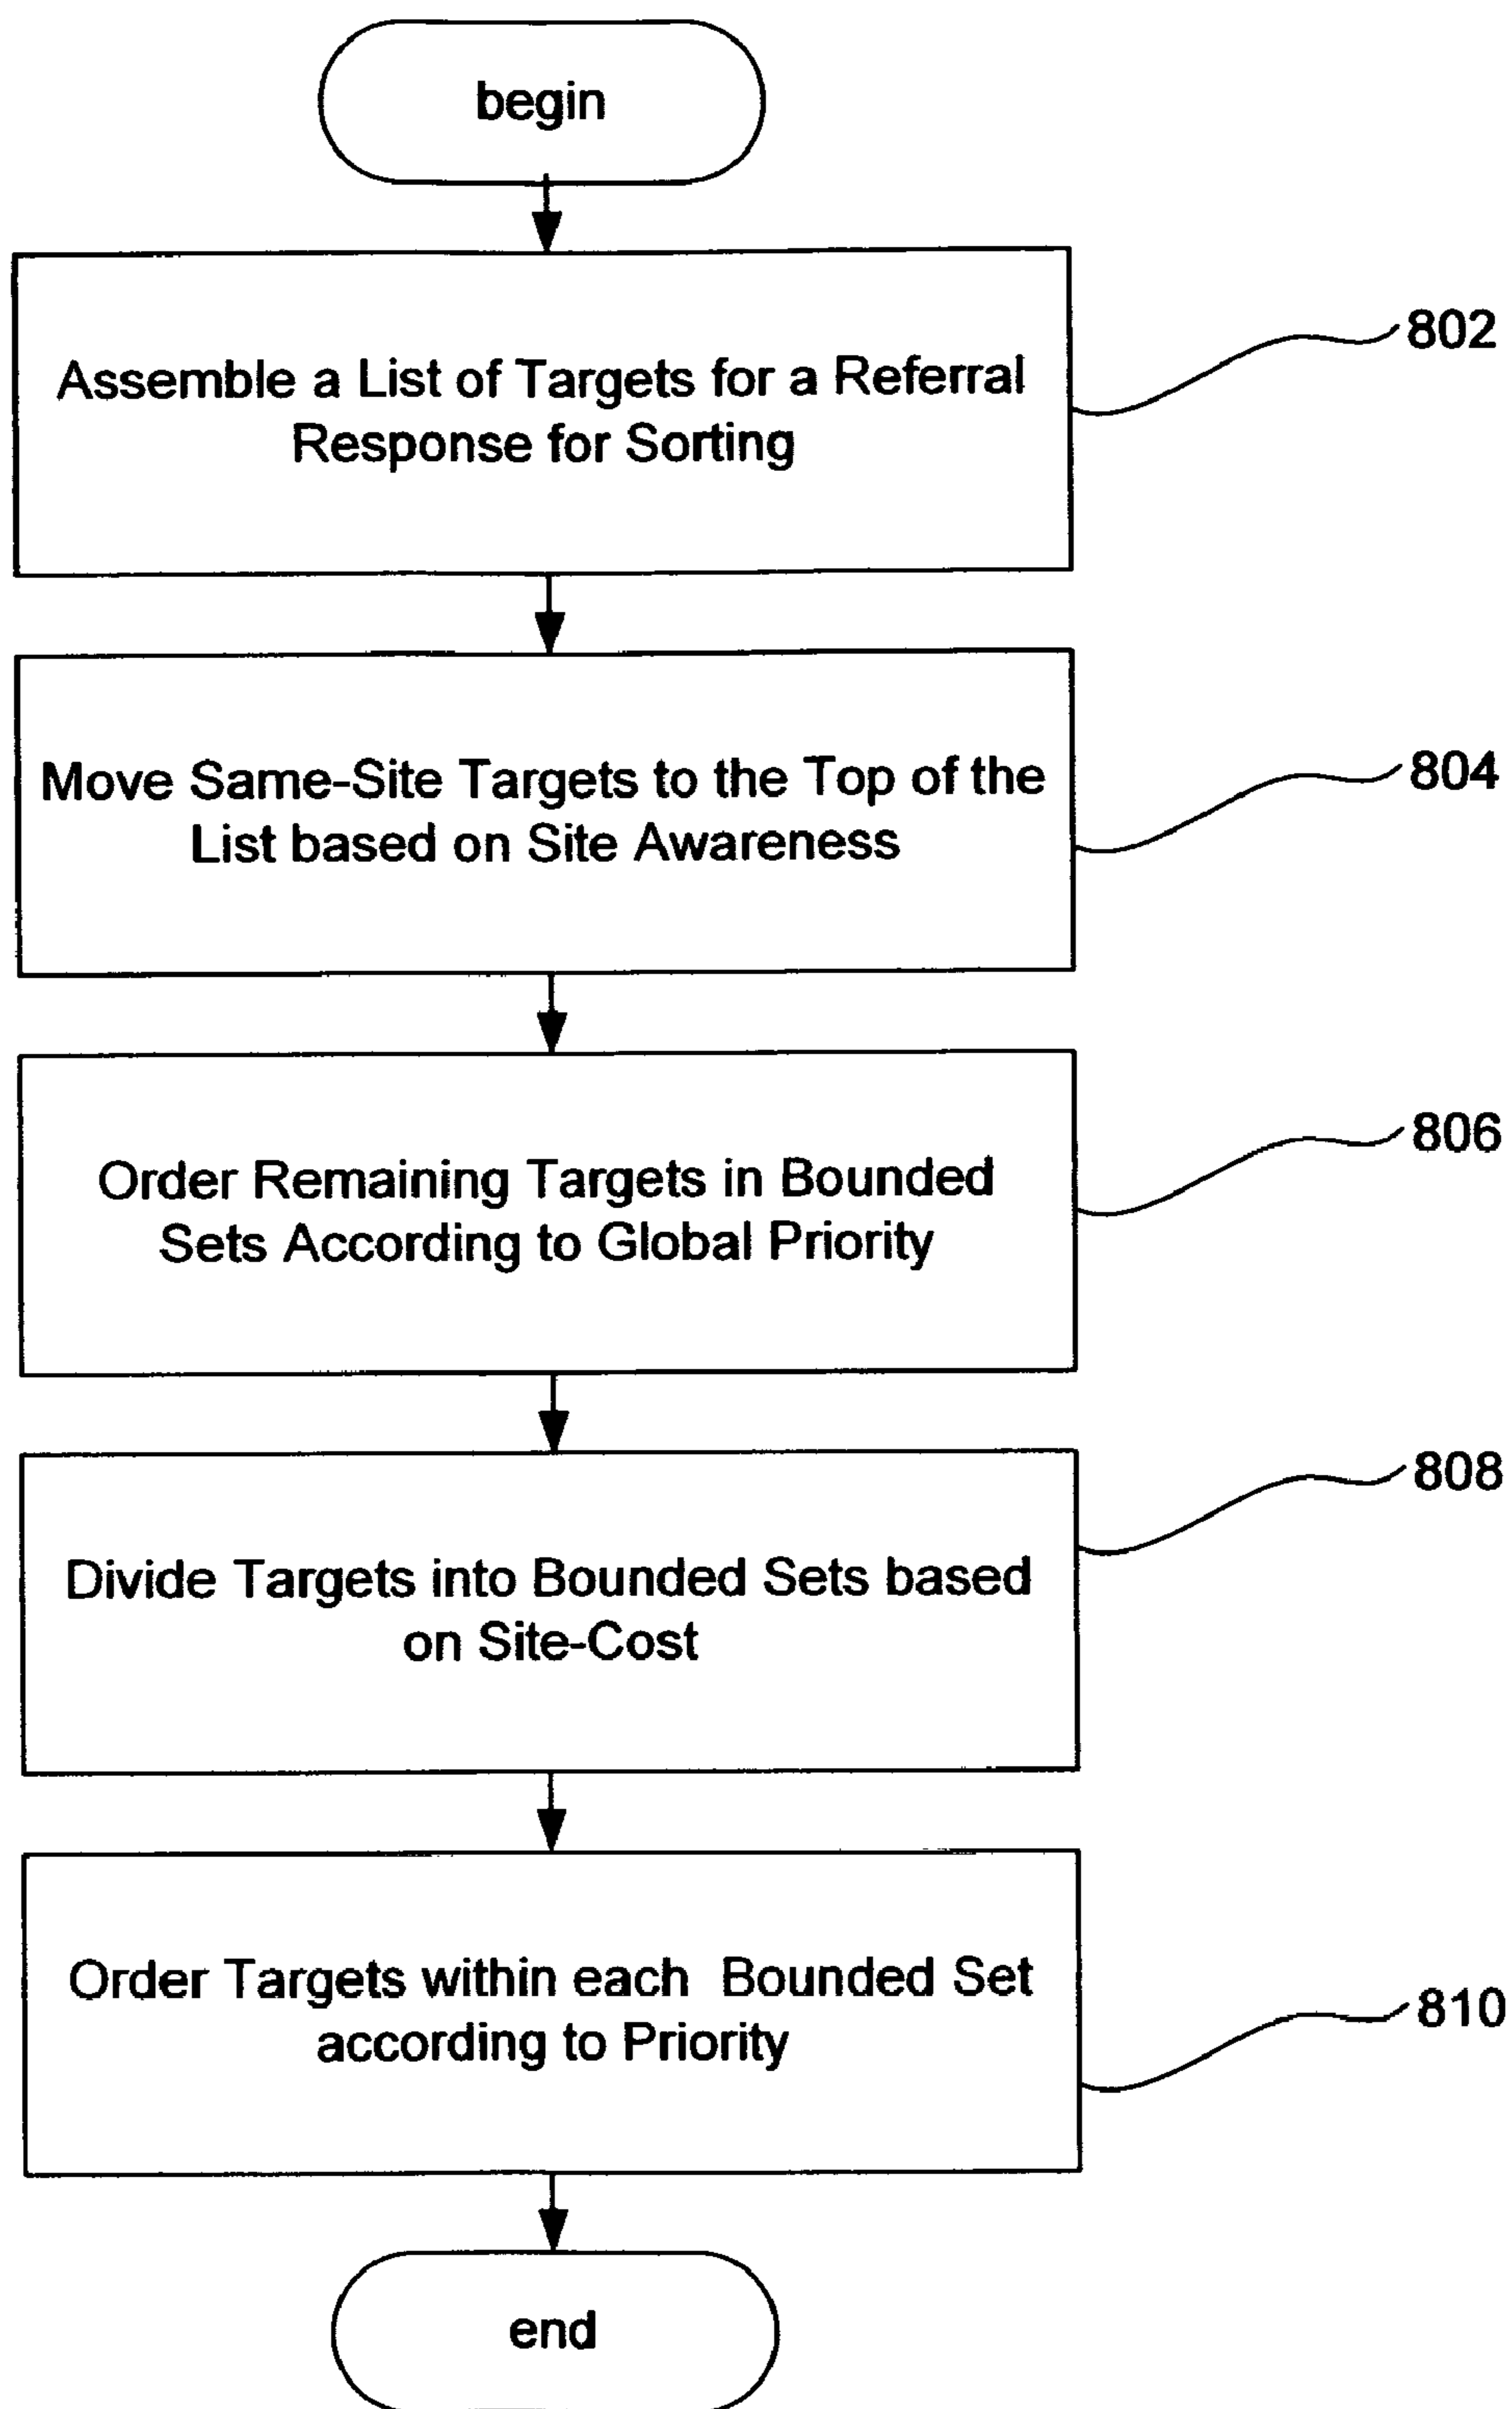 begin
Assemble a List of Targets for a Referral
Response for Sorting
802
Move Same-Site Targets to the Top of the
List based on Site Awareness
804
Order Remaining Targets in Bounded
Sets According to Global Priority
806
Divide Targets into Bounded Sets based
on Site-Cost
808
Order Targets within each Bounded Set
according to Priority
810
end